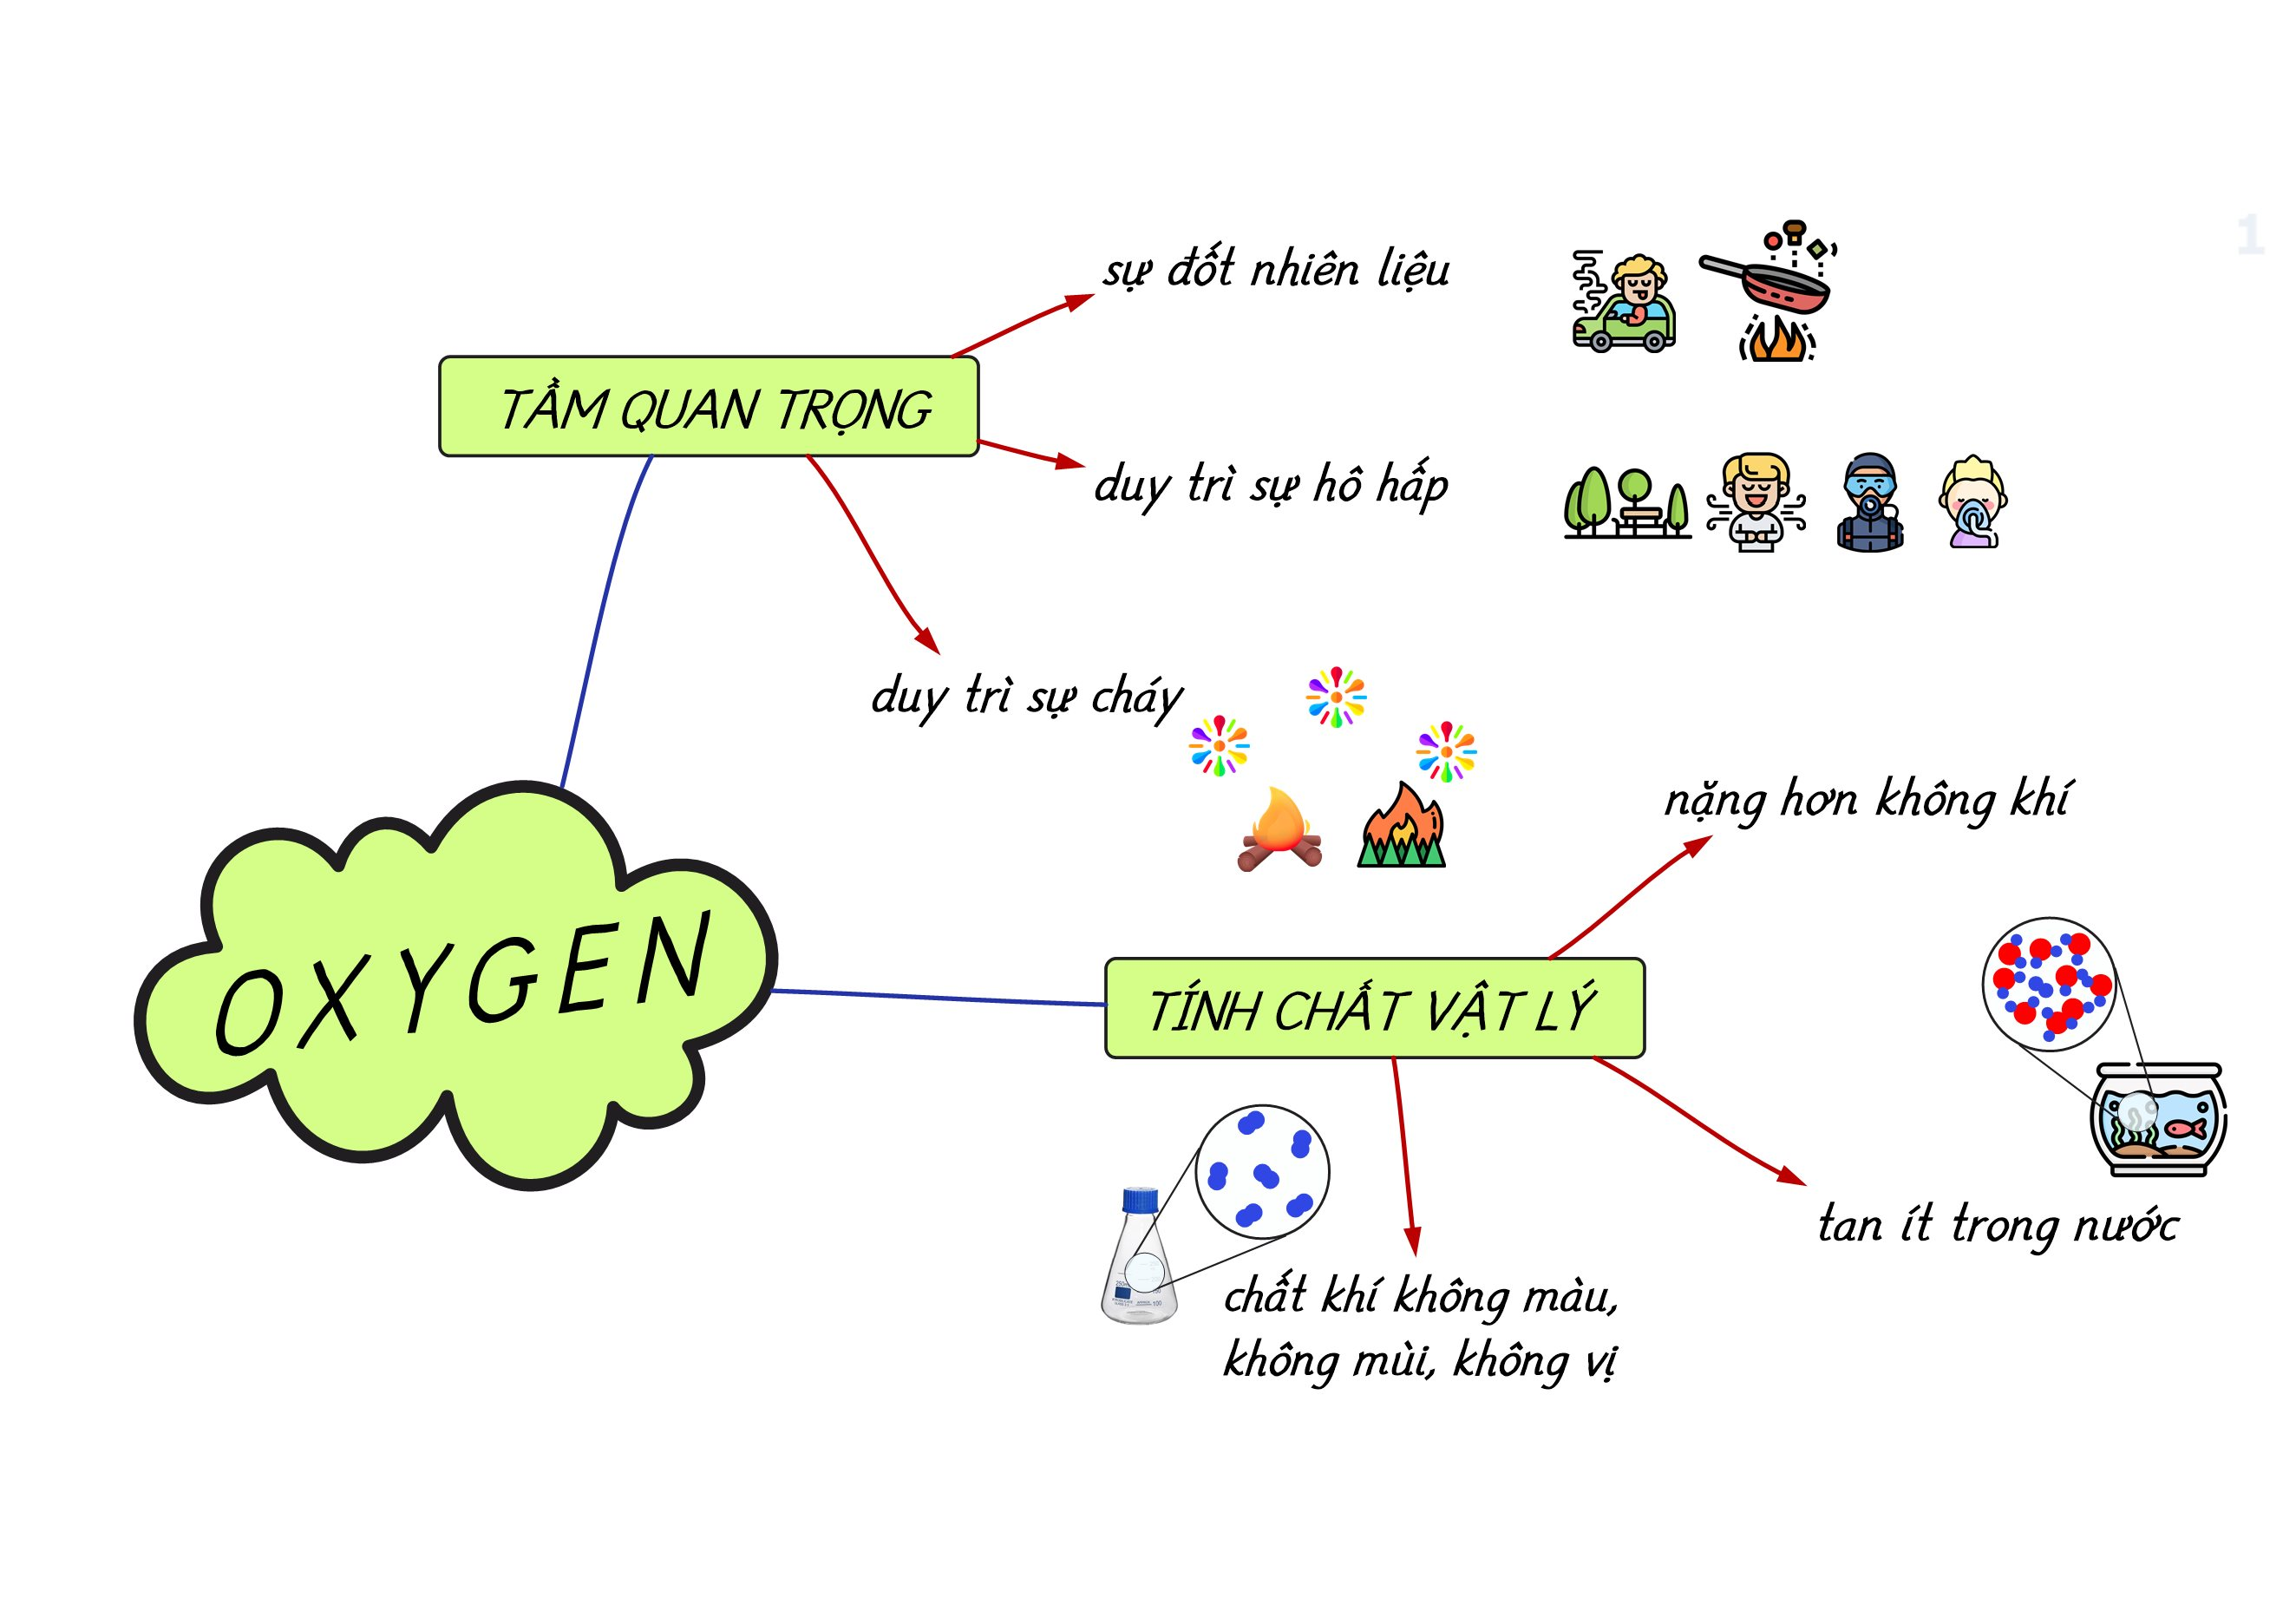 1
sự đốt nhiên liệu
TẦM QUAN TRỌNG
duy trì sự hô hấp
duy trì sự cháy
nặng hơn không khí
OXYGEN
TÍNH CHẤT VẬT LÝ
tan ít trong nước
chất khí không màu,
không mùi, không vị